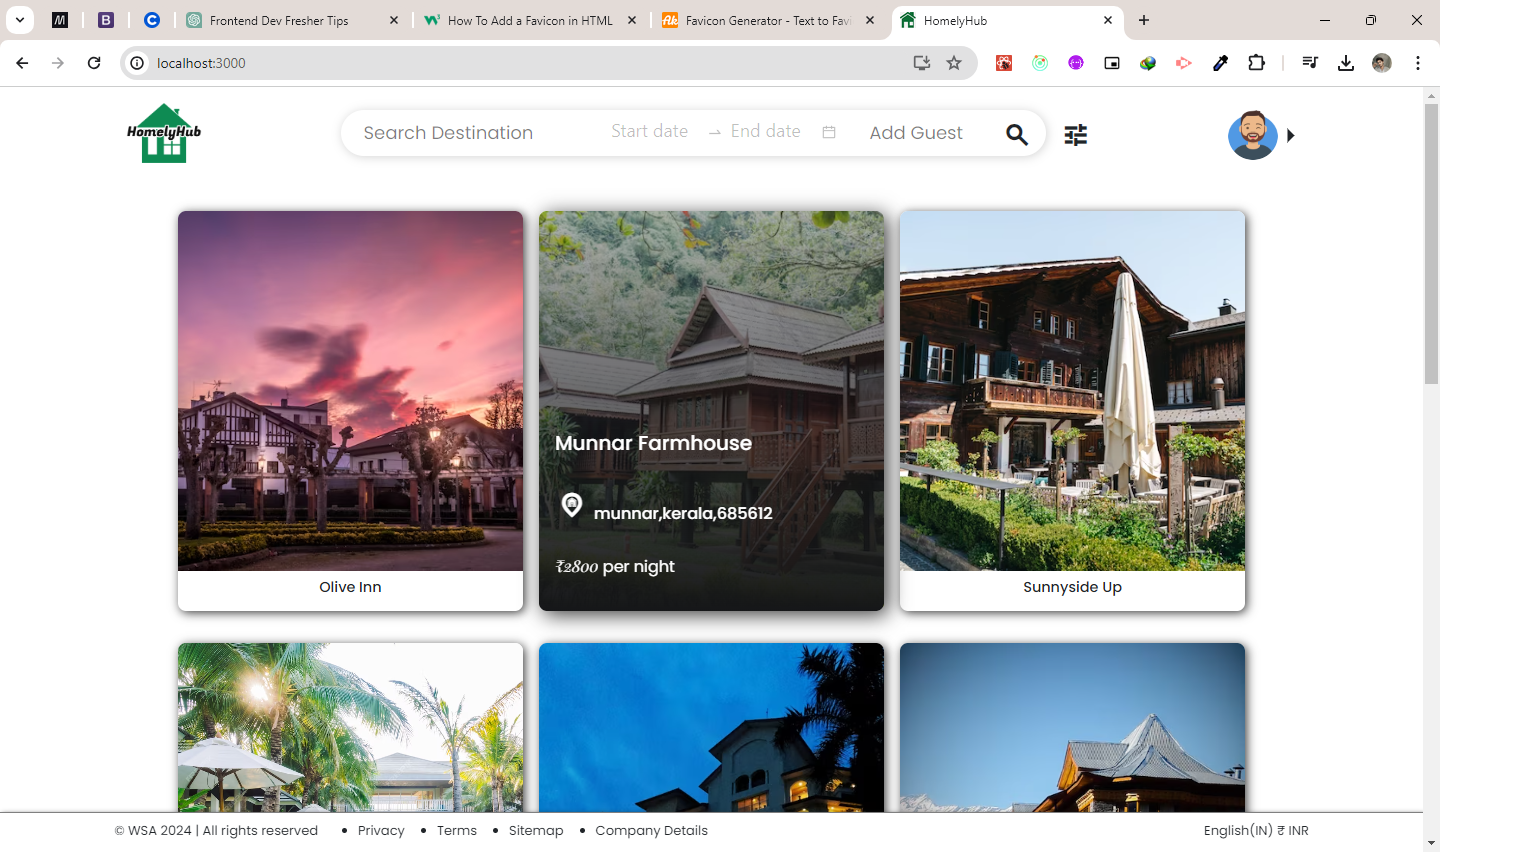 Frontend Dev Fresher Tips
How To Add a Favicon in HTML
Favicon Generator - Text to Favi
HomelyHub
localhost:3000
HomelyHub
Search Destination
Start date
End date
Add Guest
Munnar Farmhouse
munnar,kerala,685612
₹2800 per night
Olive Inn
Sunnyside Up
© WSA 2024 | All rights reserved
Privacy
Terms
Sitemap
Company Details
English(IN) ₹ INR